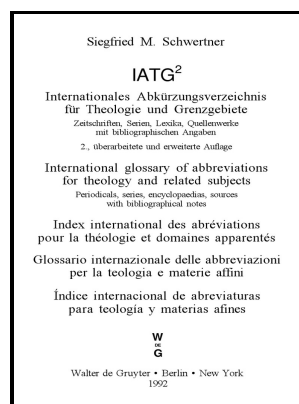 Siegfried M. Schwertner
IATG²
Internationales Abkürzungsverzeichnis
für Theologie und Grenzgebiete
Zeitschriften, Serien, Lexika, Quellenwerke
mit bibliographischen Angaben
2., überarbeitete und erweiterte Auflage
International glossary of abbreviations
for theology and related subjects
Periodicals, series, encyclopaedias, sources
with bibliographical notes
Index international des abréviations
pour la théologie et domaines apparentés
Glossario internazionale delle abbreviazioni
per la teologia e materie affini
Índice internacional de abreviaturas
para teología y materias afines
W
DE
G
Walter de Gruyter • Berlin • New York
1992